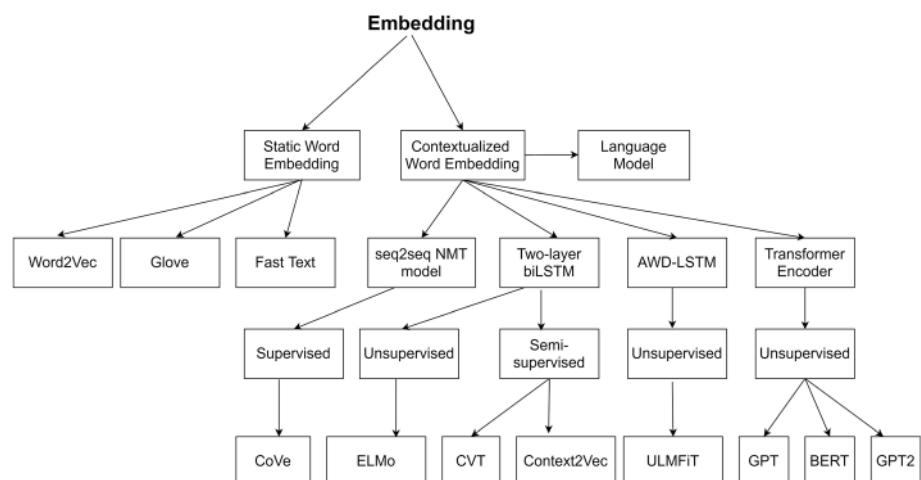 Embedding
Static Word
Embedding
Contextualized
Word Embedding
Language
Model
Word2Vec
Glove
Fast Text
seq2seq NMT
model
Two-layer
biLSTM
AWD-LSTM
Transformer
Encoder
Supervised
Unsupervised
Semi-
supervised
Unsupervised
Unsupervised
CoVe
ELMo
CVT
Context2Vec
ULMFiT
GPT
BERT
GPT2